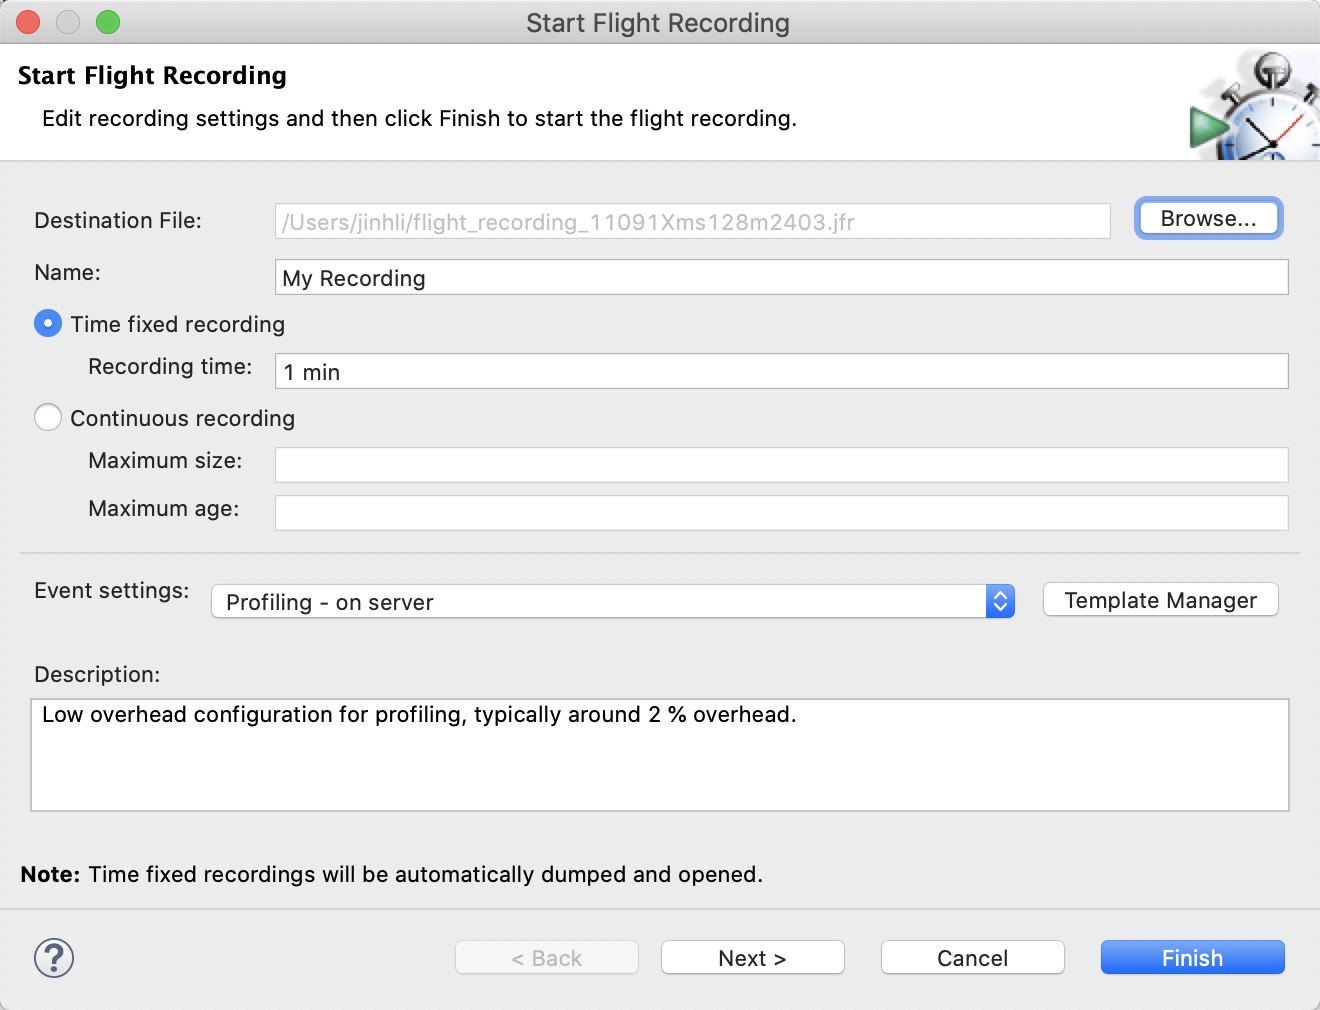 Start Flight Recording
Start Flight Recording
Edit recording settings and then click Finish to start the flight recording.
Destination File: /Users/jinhli/flight_recording_11091Xms128m2403.jfr Browse...
Name: My Recording
Time fixed recording
Recording time: 1 min
Continuous recording
Maximum size:
Maximum age:
Event settings: Profiling - on server Template Manager
Description:
Low overhead configuration for profiling, typically around 2 % overhead.
Note: Time fixed recordings will be automatically dumped and opened.
? < Back Next > Cancel Finish